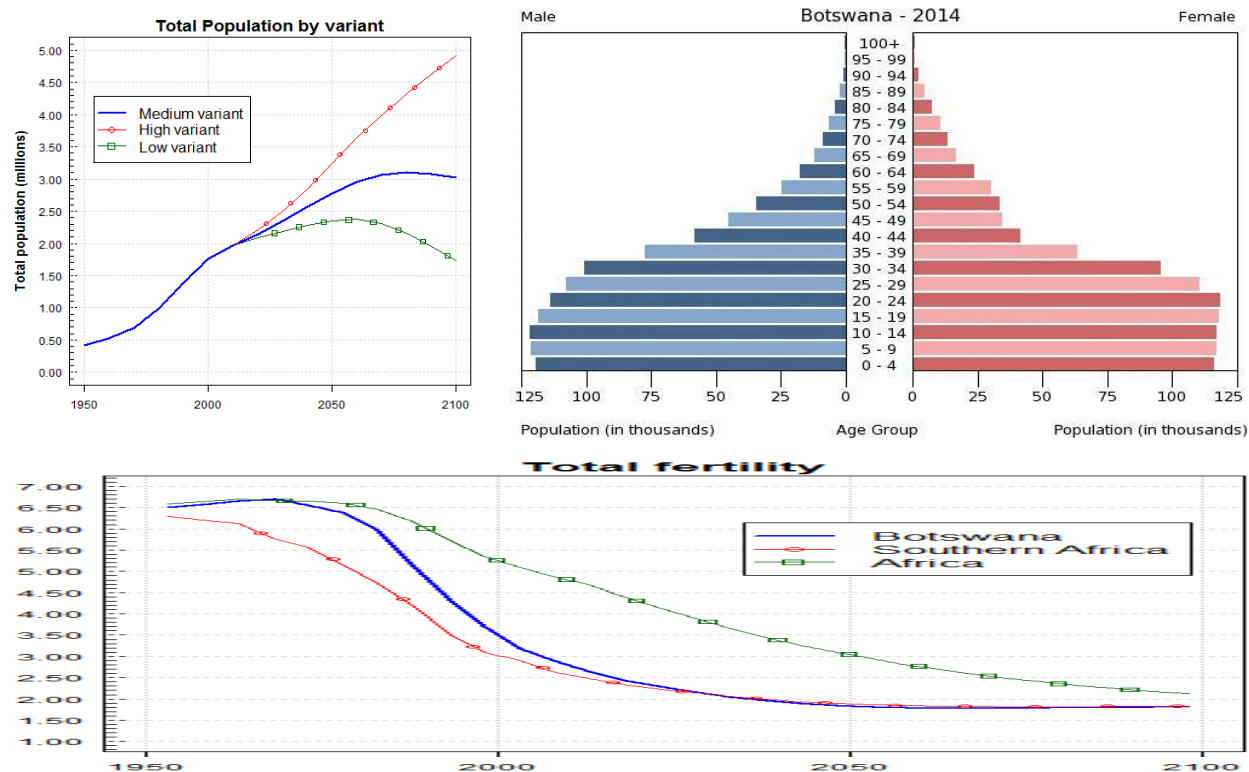 Total Population by variant
Total population (millions)
5.00
4.50
4.00
3.50
3.00
2.50
2.00
1.50
1.00
0.50
0.00
Medium variant
High variant
Low variant
1950 2000 2050 2100
Male Botswana - 2014 Female
100+
95 - 99
90 - 94
85 - 89
80 - 84
75 - 79
70 - 74
65 - 69
60 - 64
55 - 59
50 - 54
45 - 49
40 - 44
35 - 39
30 - 34
25 - 29
20 - 24
15 - 19
10 - 14
5 - 9
0 - 4
125 100 75 50 25 0 0 25 50 75 100 125
Population (in thousands) Age Group Population (in thousands)
Total fertility
7.00
6.50
6.00
5.50
5.00
4.50
4.00
3.50
3.00
2.50
2.00
1.50
1.00
Botswana
Southern Africa
Africa
1950 2000 2050 2100